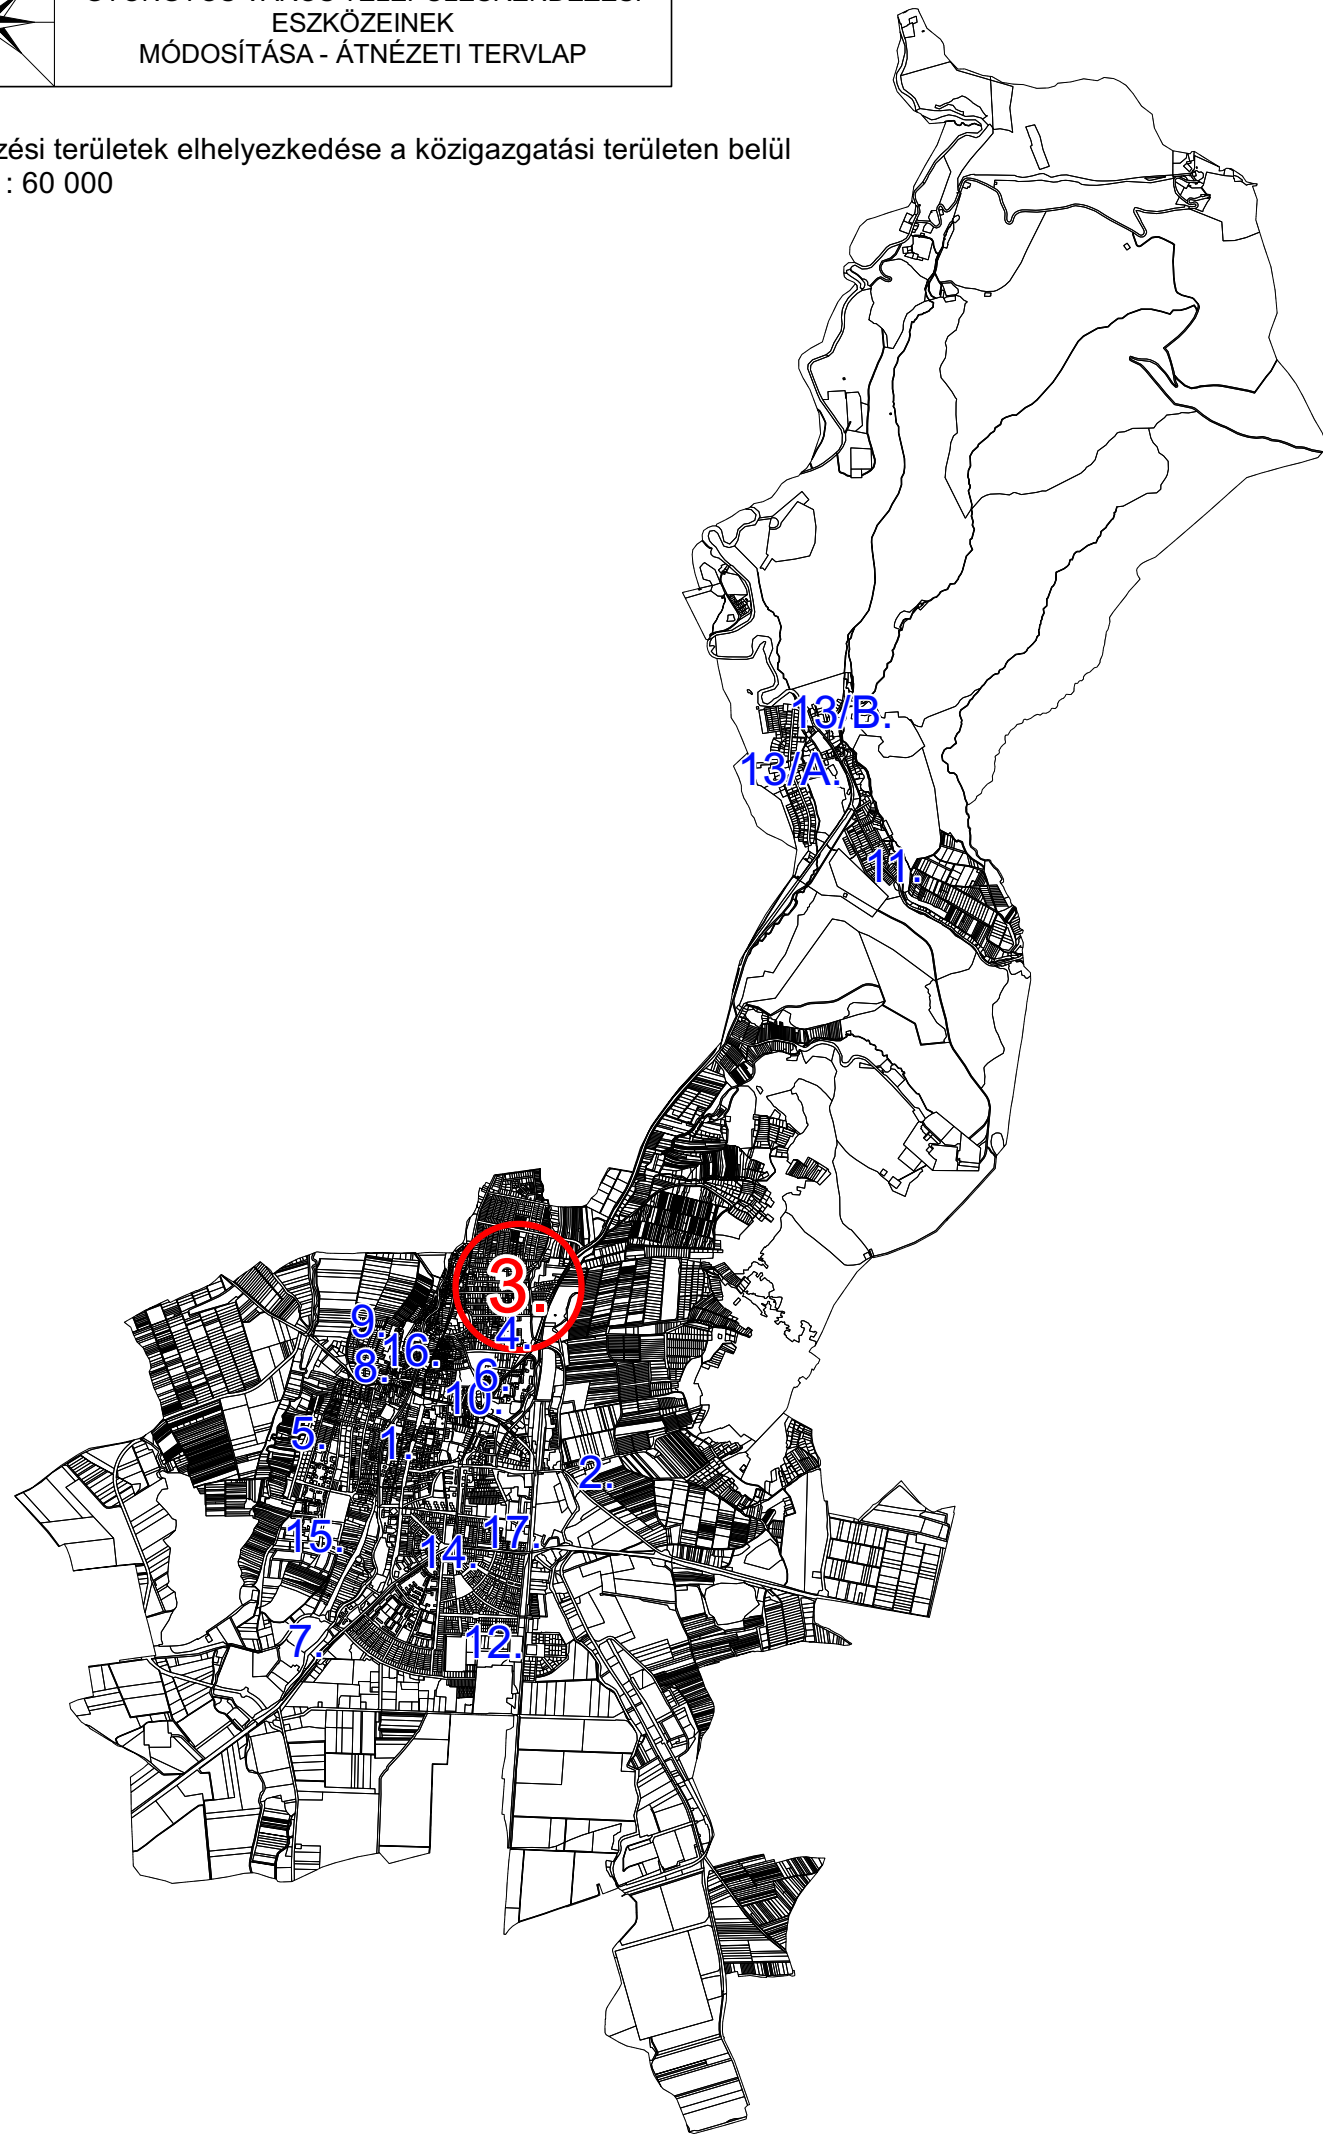 ESZKÖZEINEK
MÓDOSÍTÁSA - ÁTNÉZETI TERVLAP
zési területek elhelyezkedése a közigazgatási területen belül
: 60 000
13/B.
13/A.
11.
3.
4.
9.
16.
8.
6.
10.
5.
1.
2.
17.
15.
14.
7.
12.